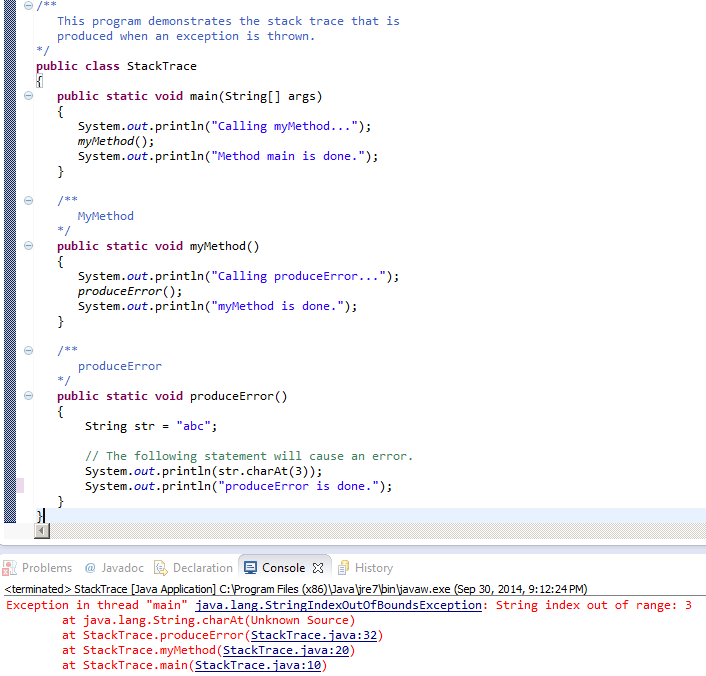 /**
This program demonstrates the stack trace that is
produced when an exception is thrown.
*/
public class StackTrace
{
public static void main(String[] args)
{
System.out.println("Calling myMethod...");
myMethod();
System.out.println("Method main is done.");
}
/**
MyMethod
*/
public static void myMethod()
{
System.out.println("Calling produceError...");
produceError();
System.out.println("myMethod is done.");
}
/**
produceError
*/
public static void produceError()
{
String str = "abc";
// The following statement will cause an error.
System.out.println(str.charAt(3));
System.out.println("produceError is done.");
}
}
Problems @ Javadoc Declaration Console History
<terminated> StackTrace [Java Application] C:\Program Files (x86)\Java\jre7\bin\javaw.exe (Sep 30, 2014, 9:12:24 PM)
Exception in thread "main" java.lang.StringIndexOutOfBoundsException: String index out of range: 3
at java.lang.String.charAt(Unknown Source)
at StackTrace.produceError(StackTrace.java:32)
at StackTrace.myMethod(StackTrace.java:20)
at StackTrace.main(StackTrace.java:10)